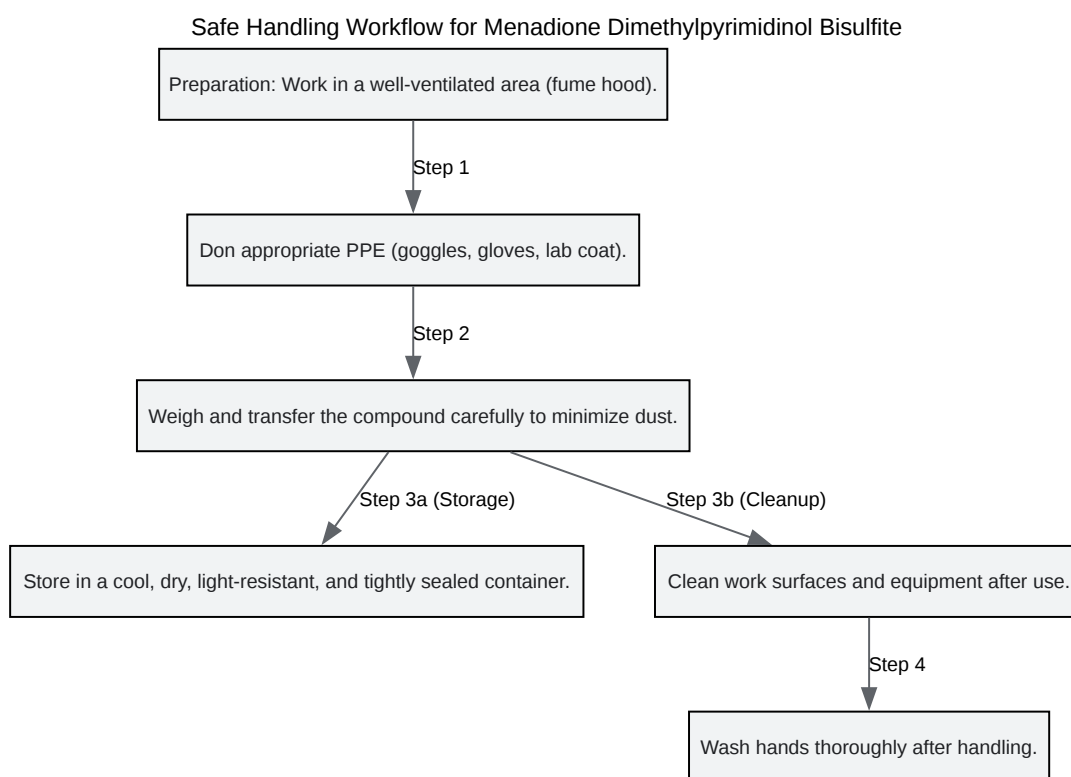 Safe Handling Workflow for Menadione Dimethylpyrimidinol Bisulfite
Preparation: Work in a well-ventilated area (fume hood).
Step 1
Don appropriate PPE (goggles, gloves, lab coat).
Step 2
Weigh and transfer the compound carefully to minimize dust.
Step 3a (Storage)
Step 3b (Cleanup)
Store in a cool, dry, light-resistant, and tightly sealed container.
Clean work surfaces and equipment after use.
Step 4
Wash hands thoroughly after handling.